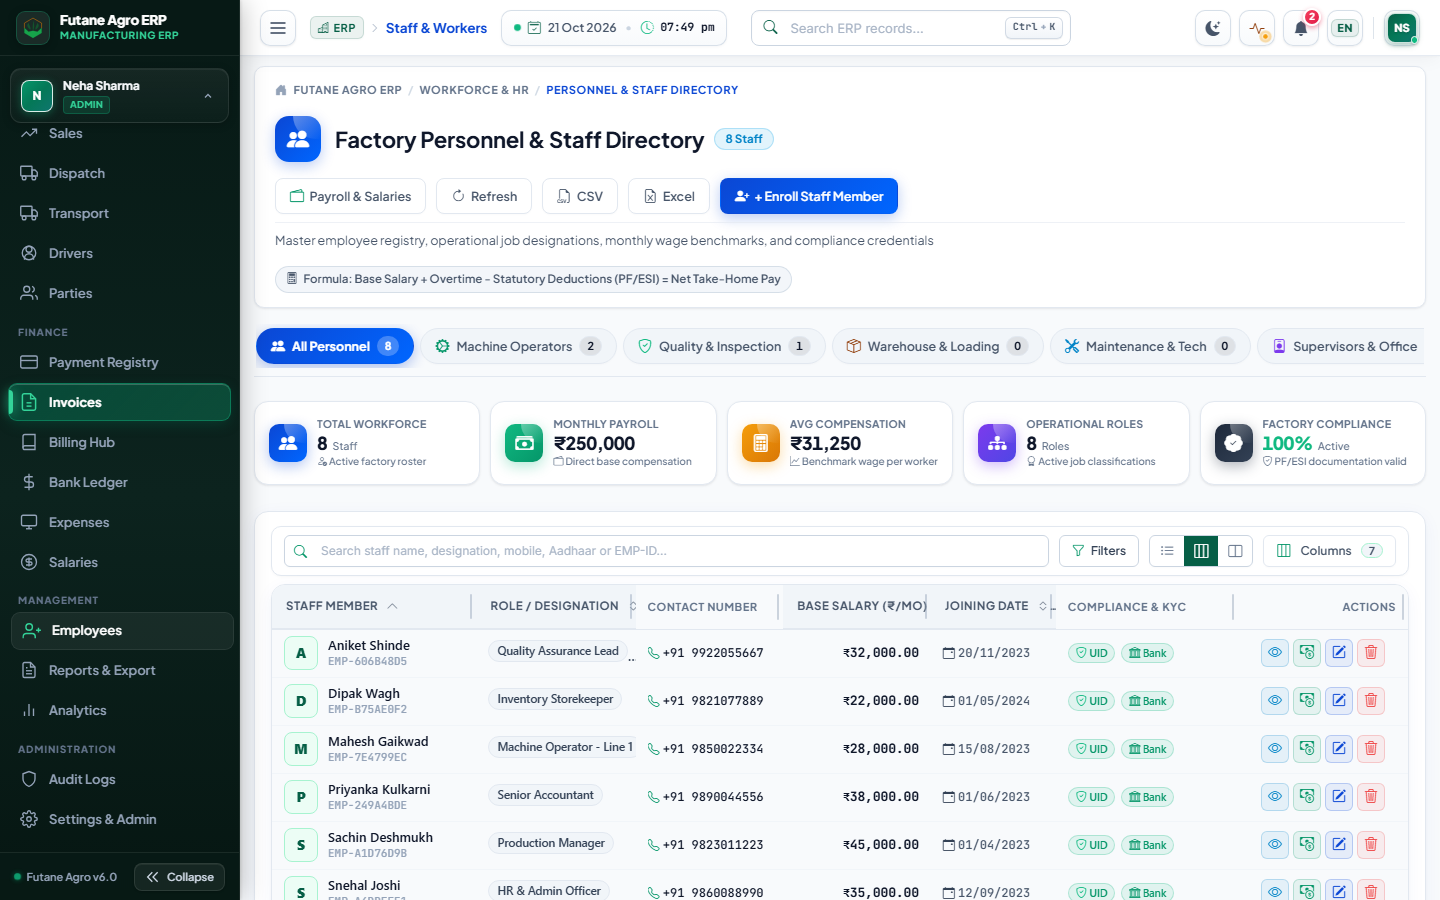 Futane Agro ERP
MANUFACTURING ERP
N
Neha Sharma
ADMIN
Sales
Dispatch
Transport
Drivers
Parties
FINANCE
Payment Registry
Invoices
Billing Hub
Bank Ledger
Expenses
Salaries
MANAGEMENT
Employees
Reports & Export
Analytics
ADMINISTRATION
Audit Logs
Settings & Admin
Futane Agro v6.0
Collapse
ERP
Staff & Workers
21 Oct 2026
07:49 pm
Search ERP records...
Ctrl + K
2
EN
NS
FUTANE AGRO ERP / WORKFORCE & HR / PERSONNEL & STAFF DIRECTORY
Factory Personnel & Staff Directory
8 Staff
Payroll & Salaries
Refresh
CSV
Excel
+ Enroll Staff Member
Master employee registry, operational job designations, monthly wage benchmarks, and compliance credentials
Formula: Base Salary + Overtime - Statutory Deductions (PF/ESI) = Net Take-Home Pay
All Personnel 8
Machine Operators 2
Quality & Inspection 1
Warehouse & Loading 0
Maintenance & Tech 0
Supervisors & Office
TOTAL WORKFORCE
8 Staff
Active factory roster
MONTHLY PAYROLL
₹250,000
Direct base compensation
AVG COMPENSATION
₹31,250
Benchmark wage per worker
OPERATIONAL ROLES
8 Roles
Active job classifications
FACTORY COMPLIANCE
100% Active
PF/ESI documentation valid
Search staff name, designation, mobile, Aadhaar or EMP-ID...
Filters
Columns 7
STAFF MEMBER
ROLE / DESIGNATION
CONTACT NUMBER
BASE SALARY (₹/MO)
JOINING DATE
COMPLIANCE & KYC
ACTIONS
A Aniket Shinde
EMP-606B48D5
Quality Assurance Lead ...
+91 9922055667
₹32,000.00
20/11/2023
UID Bank
D Dipak Wagh
EMP-B75AE0F2
Inventory Storekeeper
+91 9821077889
₹22,000.00
01/05/2024
UID Bank
M Mahesh Gaikwad
EMP-7E4799EC
Machine Operator - Line 1
+91 9850022334
₹28,000.00
15/08/2023
UID Bank
P Priyanka Kulkarni
EMP-249A4BDE
Senior Accountant
+91 9890044556
₹38,000.00
01/06/2023
UID Bank
S Sachin Deshmukh
EMP-A1D76D9B
Production Manager
+91 9823011223
₹45,000.00
01/04/2023
UID Bank
S Snehal Joshi
HR & Admin Officer
+91 9860088990
₹35,000.00
12/09/2023
UID Bank